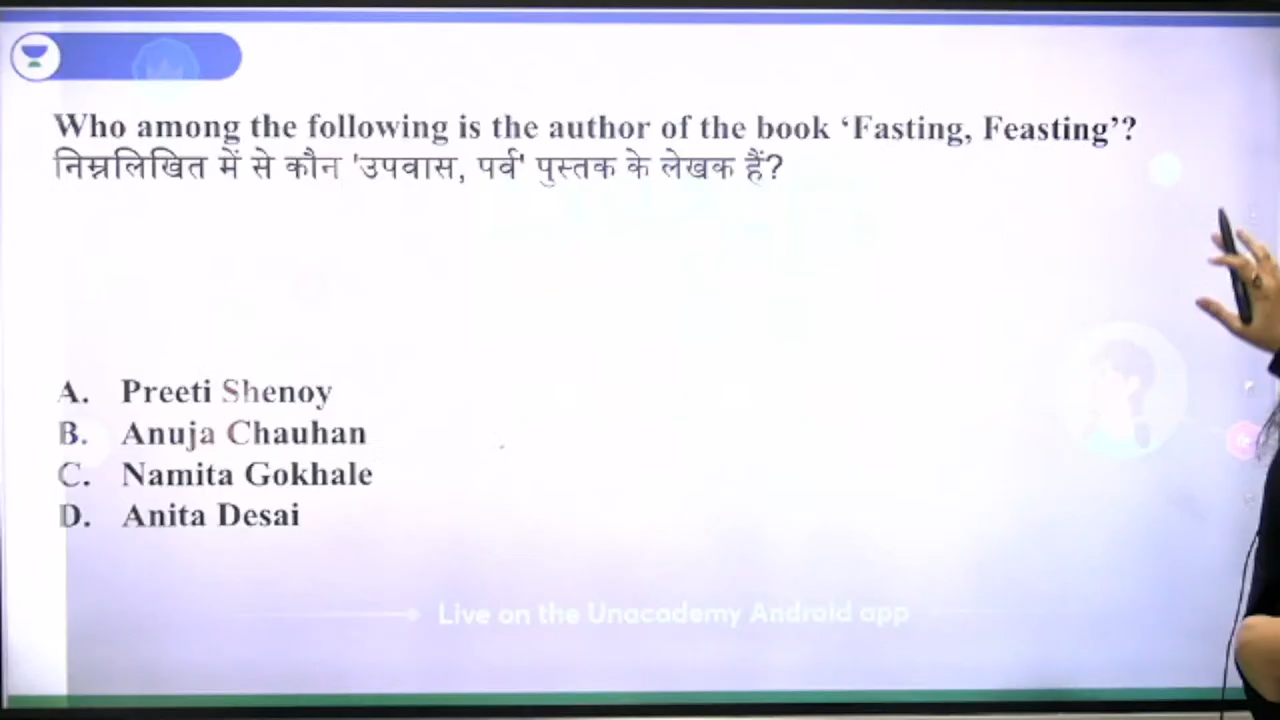 Who among the following is the author of the book ‘Fasting, Feasting’?
निम्नलिखित में से कौन 'उपवास, पर्व' पुस्तक के लेखक हैं?
A. Preeti Shenoy
B. Anuja Chauhan
C. Namita Gokhale
D. Anita Desai
Live on the Unacademy Android app